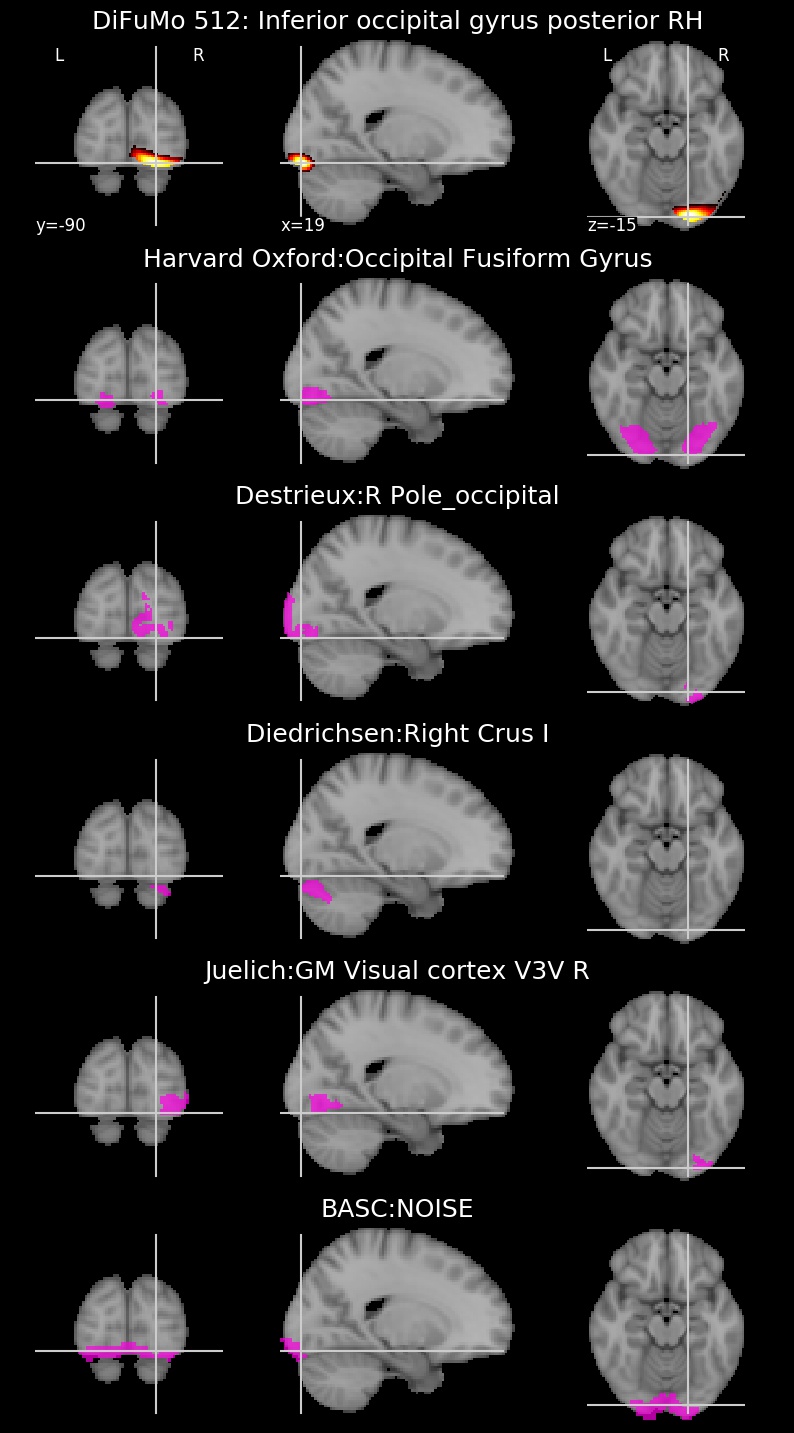 DiFuMo 512: Inferior occipital gyrus posterior RH
L R L R
y=-90 x=19 z=-15
Harvard Oxford:Occipital Fusiform Gyrus
Destrieux:R Pole_occipital
Diedrichsen:Right Crus I
Juelich:GM Visual cortex V3V R
BASC:NOISE